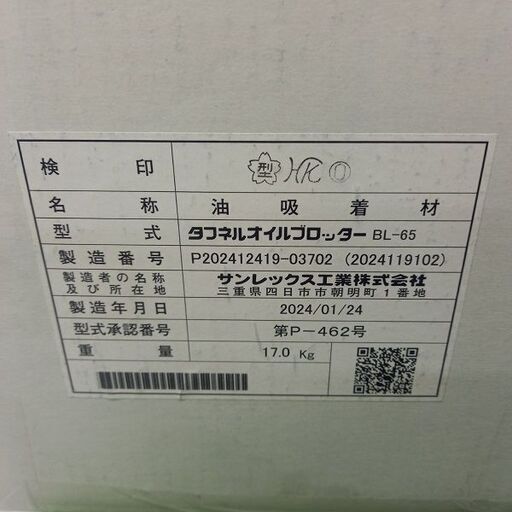 検印 型 HK
名称 油吸着材
型式 タフネルオイルブロッター BL-65
製造番号 P202412419-03702 (2024119102)
製造者の名称及び所在地 サンレックス工業株式会社
三重県四日市市朝明町1番地
製造年月日 2024/01/24
型式承認番号 第P-462号
重量 17.0 Kg